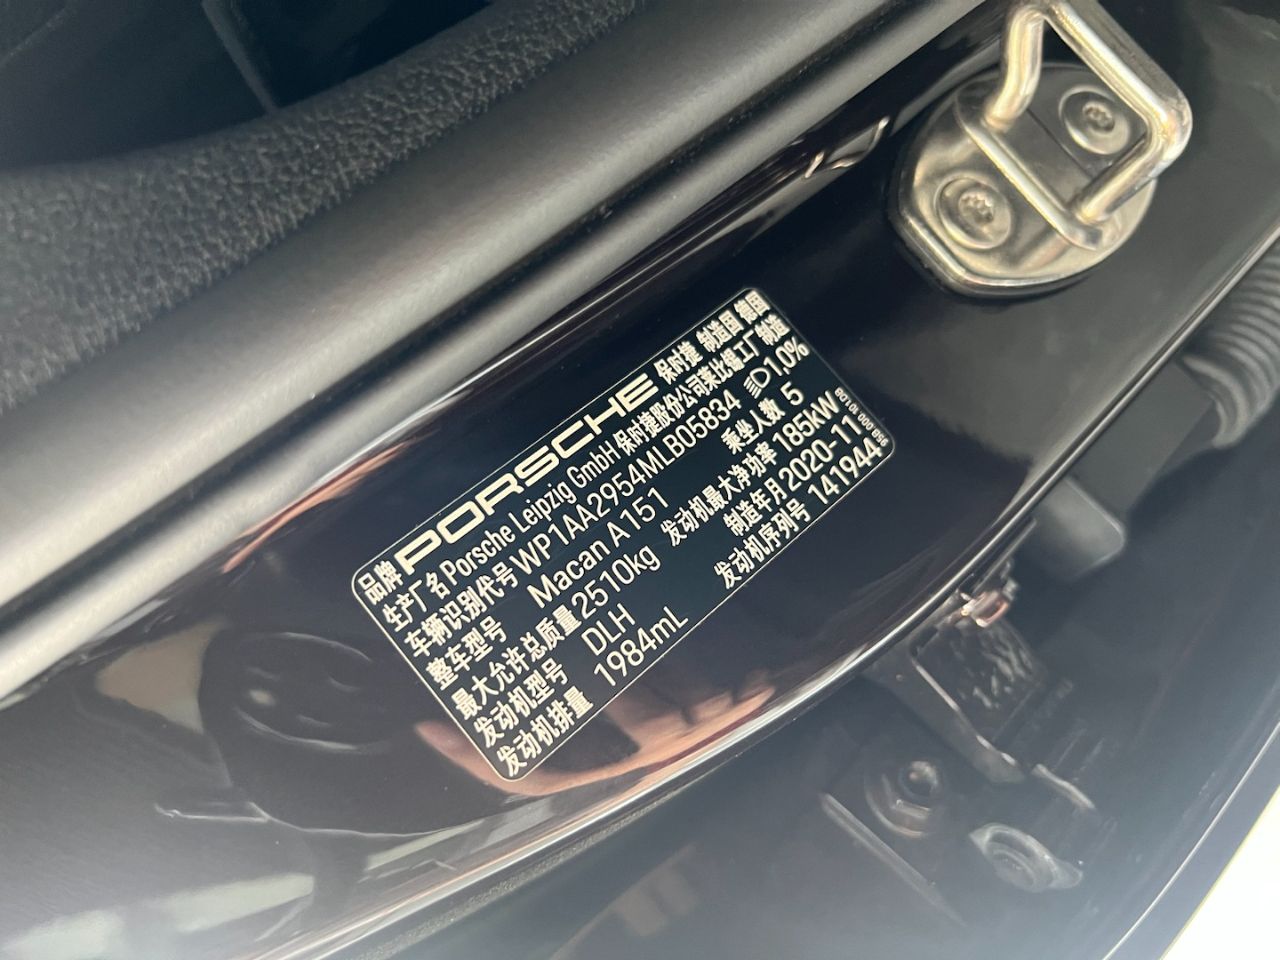 品牌 PORSCHE 保时捷 制造国 德国
生产厂名 Porsche Leipzig GmbH 保时捷股份公司莱比锡工厂制造
车辆识别代号 WP1AA2954MLB05834 1,0%
整车型号 Macan A151 乘坐人数 5
最大允许总质量 2510kg 发动机最大净功率 185kW
发动机型号 DLH 制造年月 2020-11
发动机排量 1984mL 发动机序列号 141944